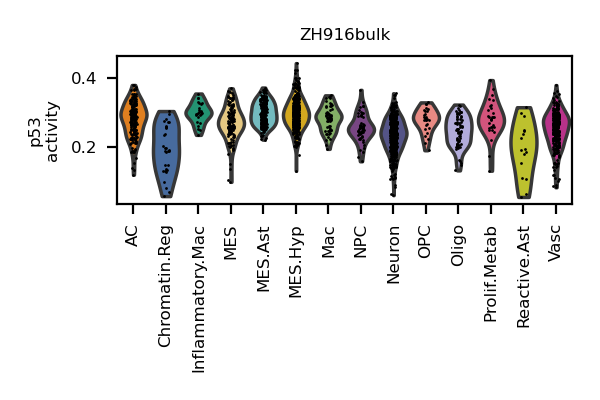 ZH916bulk
p53
activity
0.4
0.2
AC
Chromatin.Reg
Inflammatory.Mac
MES
MES.Ast
MES.Hyp
Mac
NPC
Neuron
OPC
Oligo
Prolif.Metab
Reactive.Ast
Vasc